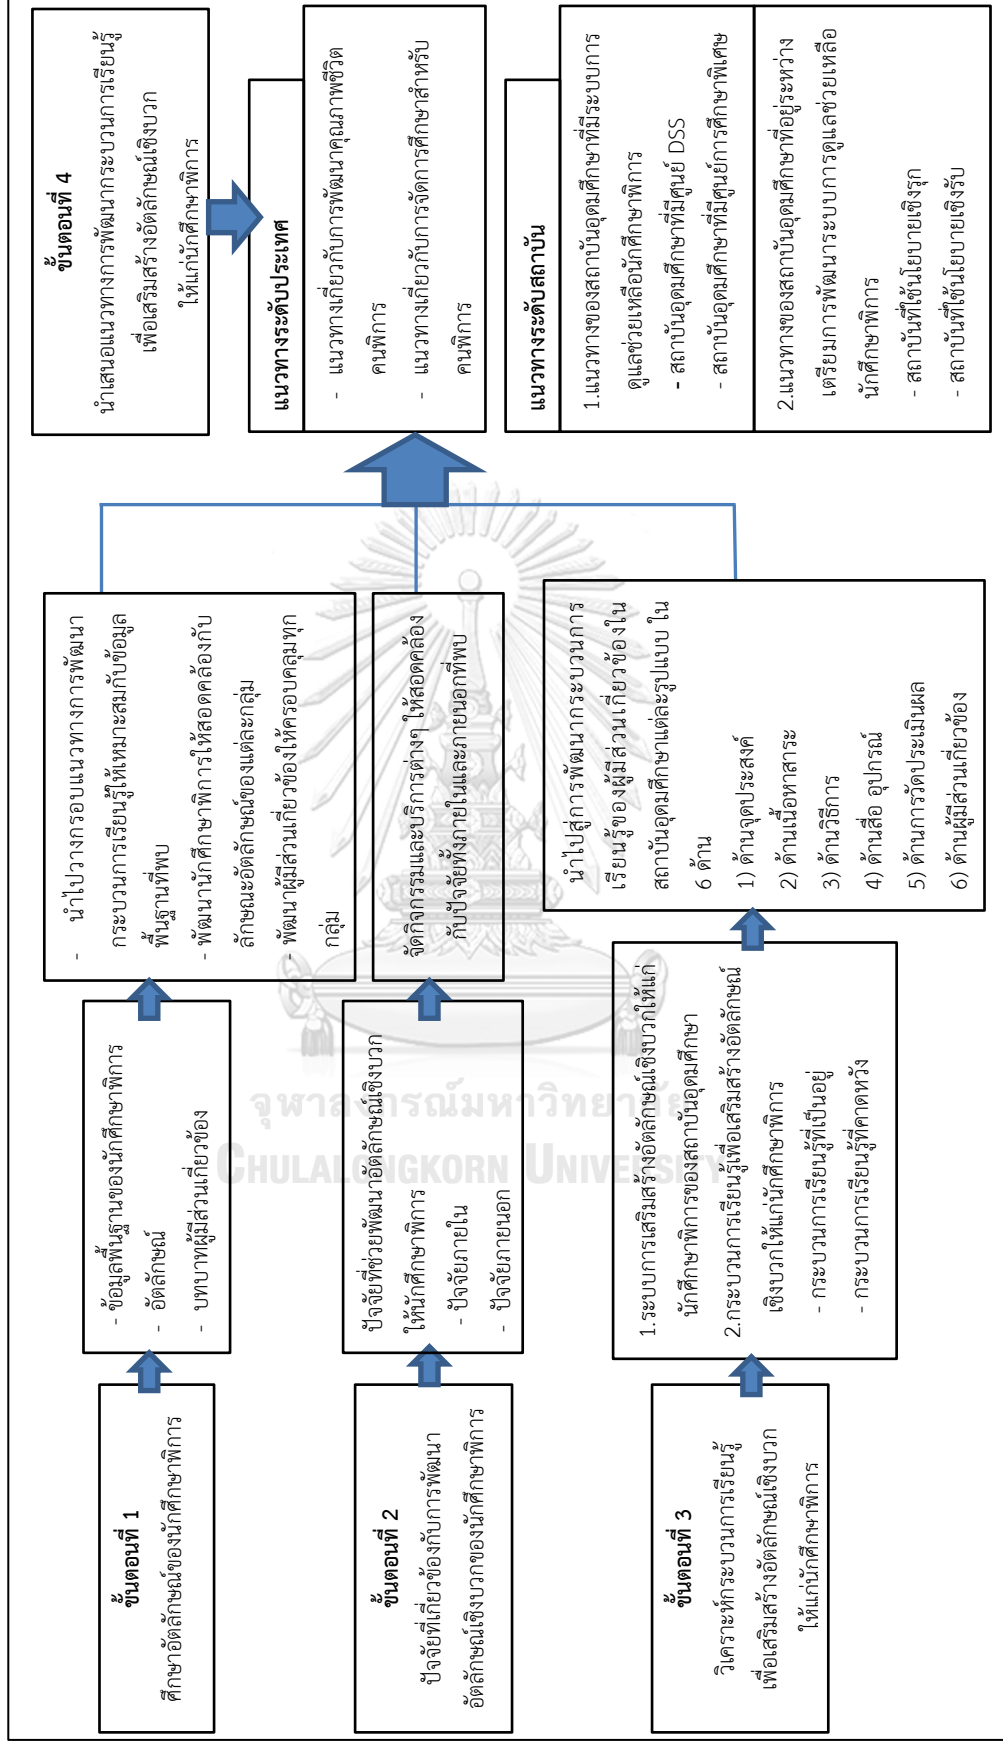 ขั้นตอนที่ 1
ศึกษาอัตลักษณ์ของนักศึกษาพิการ
- ข้อมูลพื้นฐานของนักศึกษาพิการ
- อัตลักษณ์
- บทบาทผู้มีส่วนเกี่ยวข้อง
- นำไปวางกรอบแนวทางการพัฒนา
กระบวนการเรียนรู้ให้เหมาะสมกับข้อมูล
พื้นฐานที่พบ
- พัฒนานักศึกษาพิการให้สอดคล้องกับ
ลักษณะอัตลักษณ์ของแต่ละกลุ่ม
- พัฒนาผู้มีส่วนเกี่ยวข้องให้ครอบคลุมทุก
กลุ่ม
ขั้นตอนที่ 2
ปัจจัยที่เกี่ยวข้องกับการพัฒนา
อัตลักษณ์เชิงบวกของนักศึกษาพิการ
ปัจจัยที่ช่วยพัฒนาอัตลักษณ์เชิงบวก
ให้นักศึกษาพิการ
- ปัจจัยภายใน
- ปัจจัยภายนอก
จัดกิจกรรมและบริการต่างๆ ให้สอดคล้อง
กับปัจจัยทั้งภายในและภายนอกที่พบ
ขั้นตอนที่ 3
วิเคราะห์กระบวนการเรียนรู้
เพื่อเสริมสร้างอัตลักษณ์เชิงบวก
ให้แก่นักศึกษาพิการ
1.ระบบการเสริมสร้างอัตลักษณ์เชิงบวกให้แก่
นักศึกษาพิการของสถาบันอุดมศึกษา
2.กระบวนการเรียนรู้เพื่อเสริมสร้างอัตลักษณ์
เชิงบวกให้แก่นักศึกษาพิการ
- กระบวนการเรียนรู้ที่เป็นอยู่
- กระบวนการเรียนรู้ที่คาดหวัง
นำไปสู่การพัฒนากระบวนการ
เรียนรู้ของผู้มีส่วนเกี่ยวข้องใน
สถาบันอุดมศึกษาแต่ละรูปแบบ ใน
6 ด้าน
1) ด้านจุดประสงค์
2) ด้านเนื้อหาสาระ
3) ด้านวิธีการ
4) ด้านสื่อ อุปกรณ์
5) ด้านการวัดประเมินผล
6) ด้านผู้มีส่วนเกี่ยวข้อง
ขั้นตอนที่ 4
นำเสนอแนวทางการพัฒนากระบวนการเรียนรู้
เพื่อเสริมสร้างอัตลักษณ์เชิงบวก
ให้แก่นักศึกษาพิการ
แนวทางระดับประเทศ
- แนวทางเกี่ยวกับการพัฒนาคุณภาพชีวิต
คนพิการ
- แนวทางเกี่ยวกับการจัดการศึกษาสำหรับ
คนพิการ
แนวทางระดับสถาบัน
1.แนวทางของสถาบันอุดมศึกษาที่มีระบบการ
ดูแลช่วยเหลือนักศึกษาพิการ
- สถาบันอุดมศึกษาที่มีศูนย์ DSS
- สถาบันอุดมศึกษาที่มีศูนย์การศึกษาพิเศษ
2.แนวทางของสถาบันอุดมศึกษาที่อยู่ระหว่าง
เตรียมการพัฒนาระบบการดูแลช่วยเหลือ
นักศึกษาพิการ
- สถาบันที่ใช้นโยบายเชิงรุก
- สถาบันที่ใช้นโยบายเชิงรับ
จุฬาลงกรณ์มหาวิทยาลัย
CHULALONGKORN UNIVERSITY